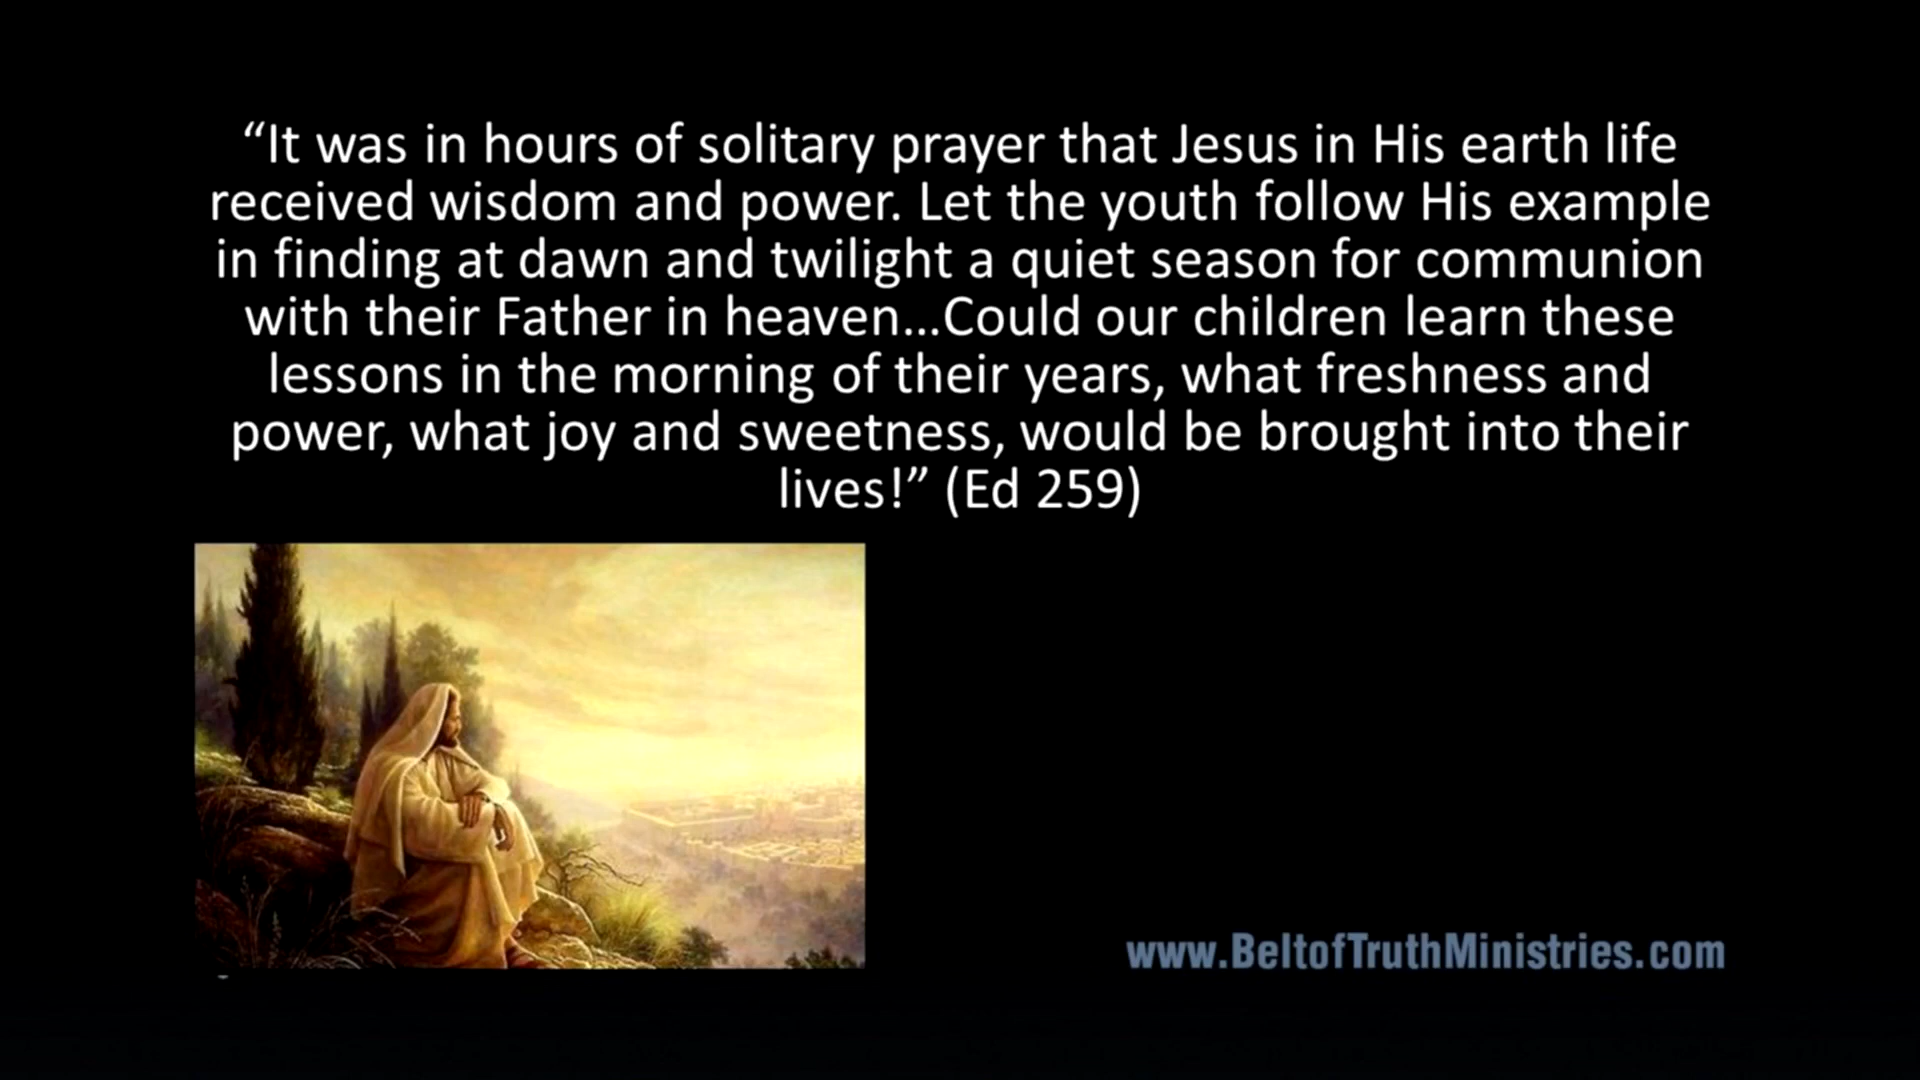 “It was in hours of solitary prayer that Jesus in His earth life
received wisdom and power. Let the youth follow His example
in finding at dawn and twilight a quiet season for communion
with their Father in heaven…Could our children learn these
lessons in the morning of their years, what freshness and
power, what joy and sweetness, would be brought into their
lives!” (Ed 259)
www.BeltofTruthMinistries.com